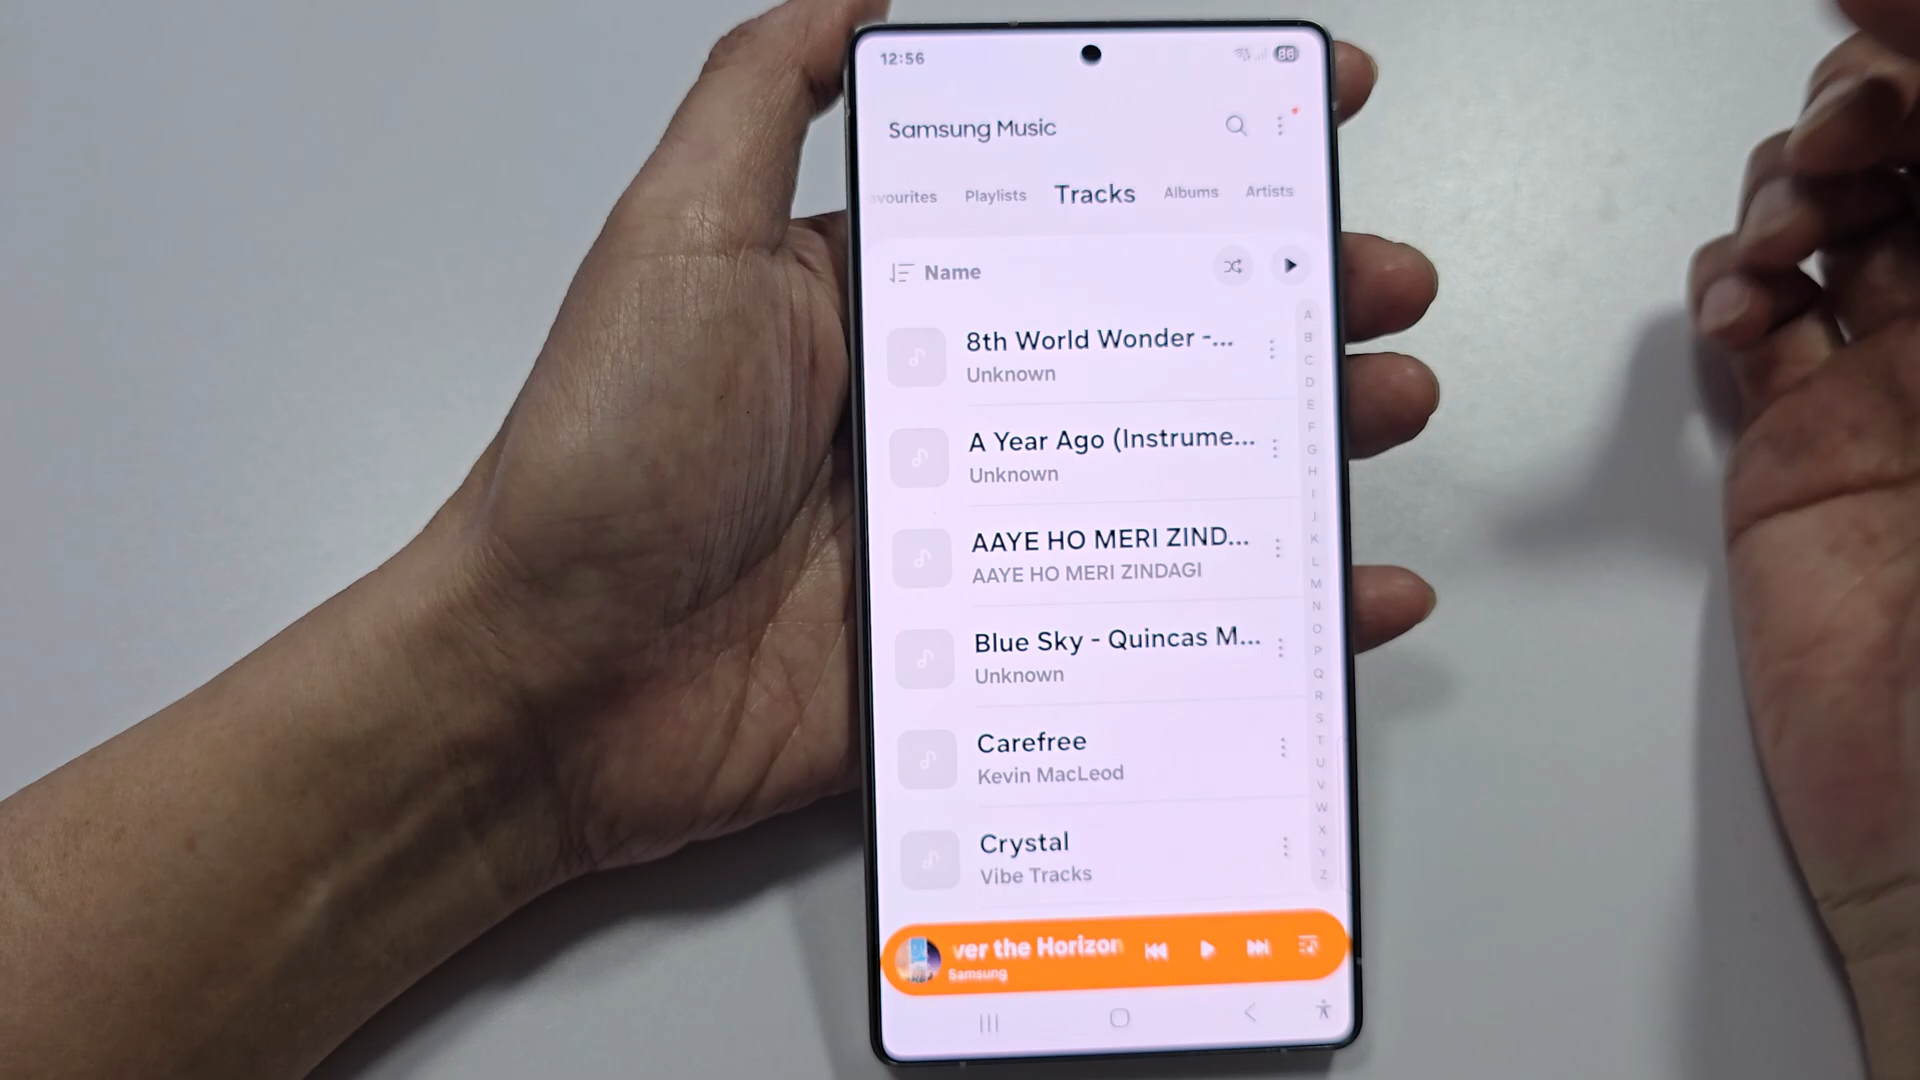 12:56
86
Samsung Music
avourites Playlists Tracks Albums Artists
Name
8th World Wonder -...
Unknown
A Year Ago (Instrume...
Unknown
AAYE HO MERI ZIND...
AAYE HO MERI ZINDAGI
Blue Sky - Quincas M...
Unknown
Carefree
Kevin MacLeod
Crystal
Vibe Tracks
ver the Horizon
Samsung
A
B
C
D
E
F
G
H
I
J
K
L
M
N
O
P
Q
R
S
T
U
V
W
X
Y
Z